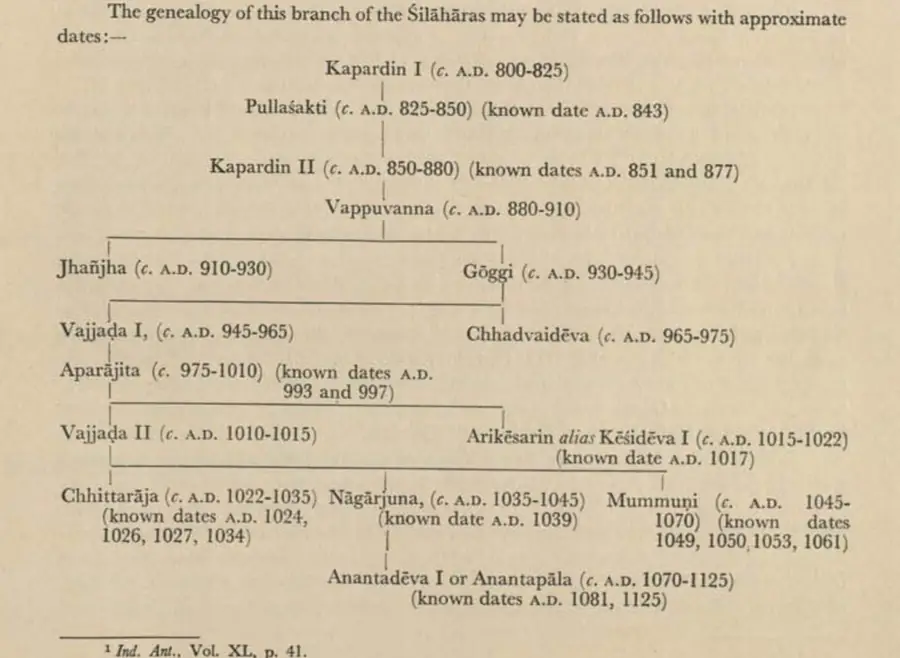 The genealogy of this branch of the Śilāhāras may be stated as follows with approximate
dates:—
Kapardin I (c. A.D. 800-825)
Pullaśakti (c. A.D. 825-850) (known date A.D. 843)
Kapardin II (c. A.D. 850-880) (known dates A.D. 851 and 877)
Vappuvanna (c. A.D. 880-910)
Jhañjha (c. A.D. 910-930) Gōggi (c. A.D. 930-945)
Vajjaḍa I, (c. A.D. 945-965) Chhadvaidēva (c. A.D. 965-975)
Aparājita (c. 975-1010) (known dates A.D.
993 and 997)
Vajjaḍa II (c. A.D. 1010-1015) Arikēsarin alias Kēśidēva I (c. A.D. 1015-1022)
(known date A.D. 1017)
Chhittarāja (c. A.D. 1022-1035) Nāgārjuna, (c. A.D. 1035-1045) Mummuṇi (c. A.D. 1045-
(known dates A.D. 1024, (known date A.D. 1039) 1070) (known dates
1026, 1027, 1034) 1049, 1050, 1053, 1061)
Anantadēva I or Anantapāla (c. A.D. 1070-1125)
(known dates A.D. 1081, 1125)
1 Ind. Ant., Vol. XL, p. 41.